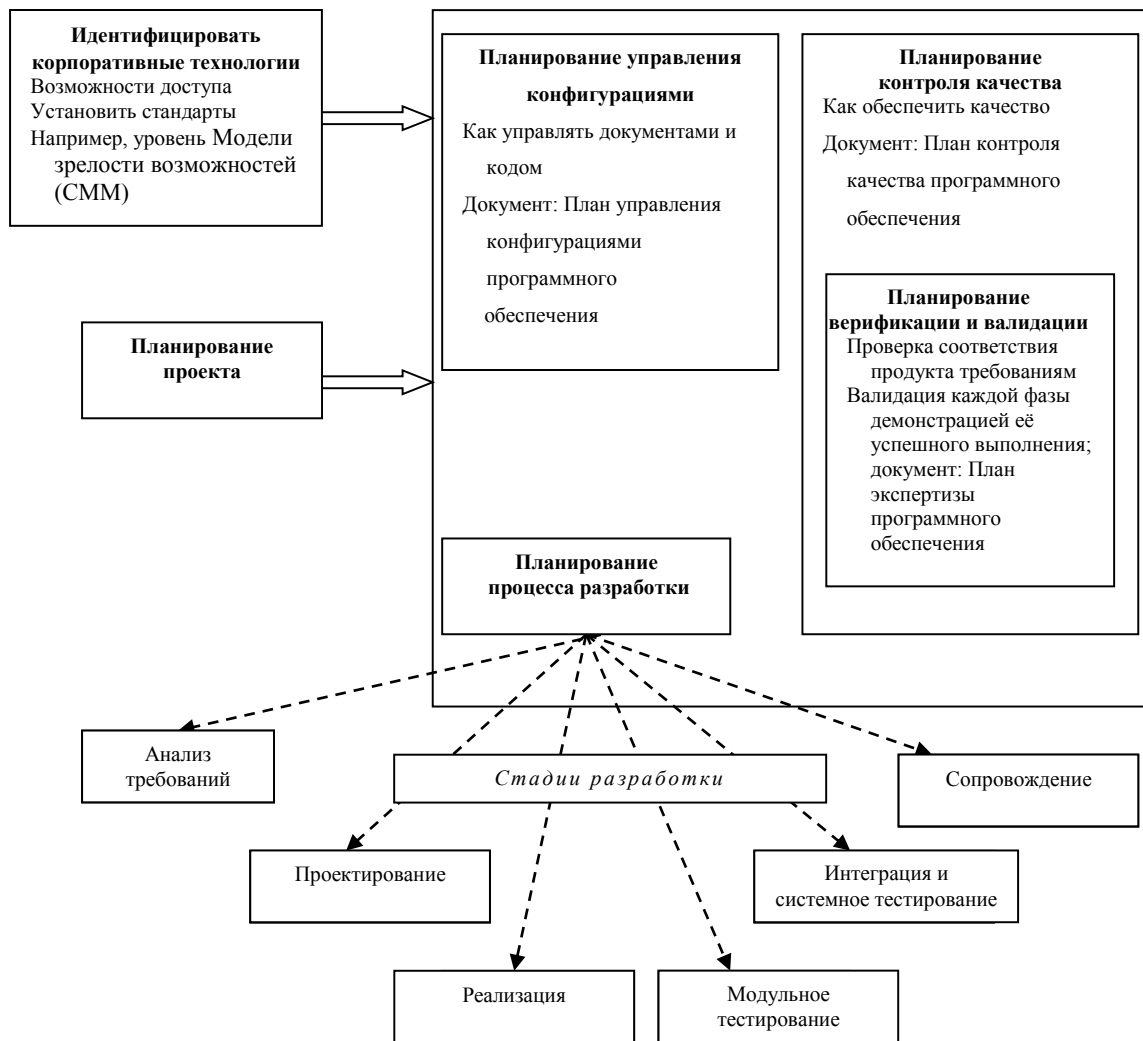 Идентифицировать
корпоративные технологии
Возможности доступа
Установить стандарты
Например, уровень Модели
зрелости возможностей
(СММ)
Планирование
проекта
Планирование управления
конфигурациями
Как управлять документами и
кодом
Документ: План управления
конфигурациями
программного
обеспечения
Планирование
контроля качества
Как обеспечить качество
Документ: План контроля
качества программного
обеспечения
Планирование
верификации и валидации
Проверка соответствия
продукта требованиям
Валидация каждой фазы
демонстрацией её
успешного выполнения;
документ: План
экспертизы
программного
обеспечения
Планирование
процесса разработки
Анализ
требований
Стадии разработки
Сопровождение
Проектирование
Интеграция и
системное тестирование
Реализация
Модульное
тестирование